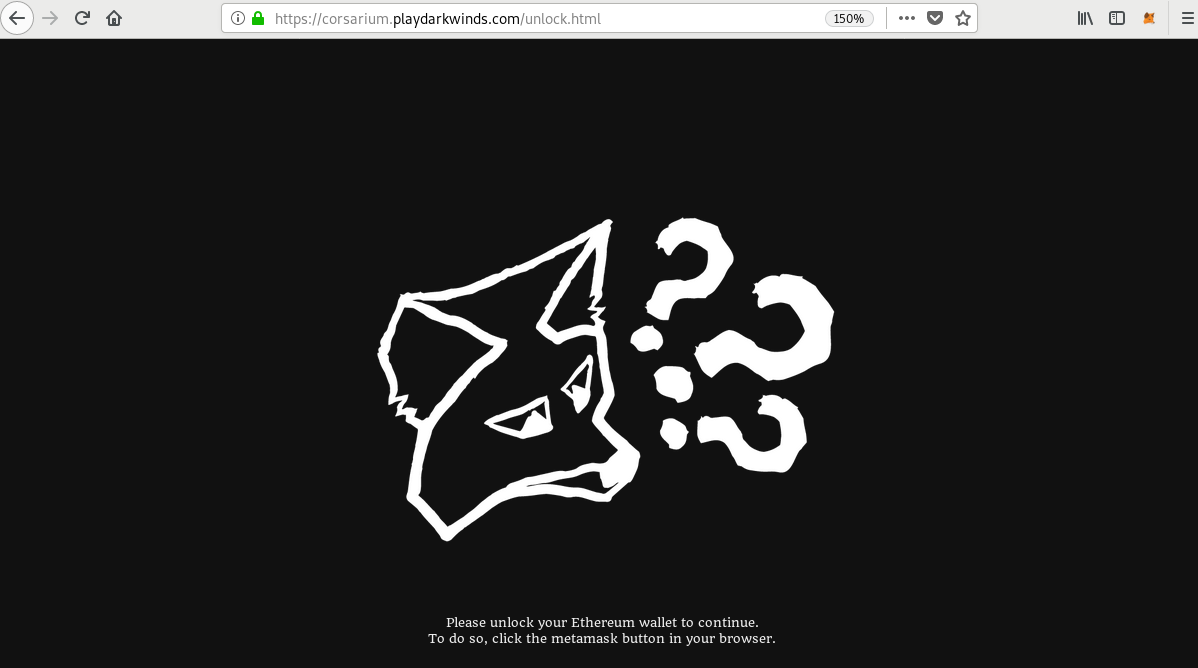 https://corsarium.playdarkwinds.com/unlock.html
150%
???
Please unlock your Ethereum wallet to continue.
To do so, click the metamask button in your browser.